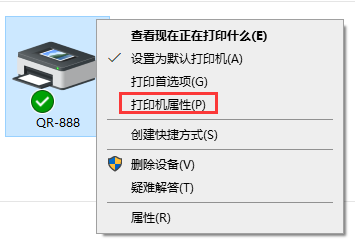 查看现在正在打印什么(E)
设置为默认打印机(A)
打印首选项(G)
打印机属性(P)
创建快捷方式(S)
删除设备(V)
疑难解答(T)
属性(R)
QR-888